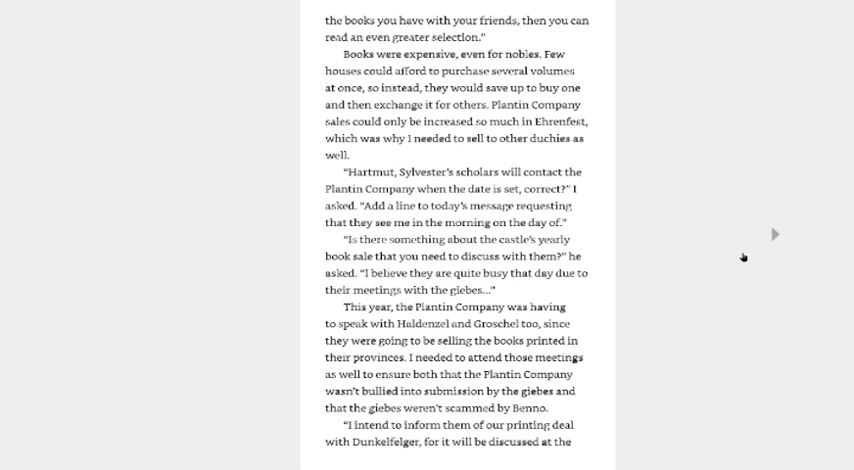 the books you have with your friends, then you can
read an even greater selection.”
Books were expensive, even for nobles. Few
houses could afford to purchase several volumes
at once, so instead, they would save up to buy one
and then exchange it for others. Plantin Company
sales could only be increased so much in Ehrenfest,
which was why I needed to sell to other duchies as
well.
“Hartmut, Sylvester’s scholars will contact the
Plantin Company when the date is set, correct?” I
asked. “Add a line to today’s message requesting
that they see me in the morning on the day of.”
“Is there something about the castle’s yearly
book sale that you need to discuss with them?” he
asked. “I believe they are quite busy that day due to
their meetings with the giebes...”
This year, the Plantin Company was having
to speak with Haldenzel and Groschel too, since
they were going to be selling the books printed in
their provinces. I needed to attend those meetings
as well to ensure both that the Plantin Company
wasn’t bullied into submission by the giebes and
that the giebes weren’t scammed by Benno.
“I intend to inform them of our printing deal
with Dunkelfelger, for it will be discussed at the